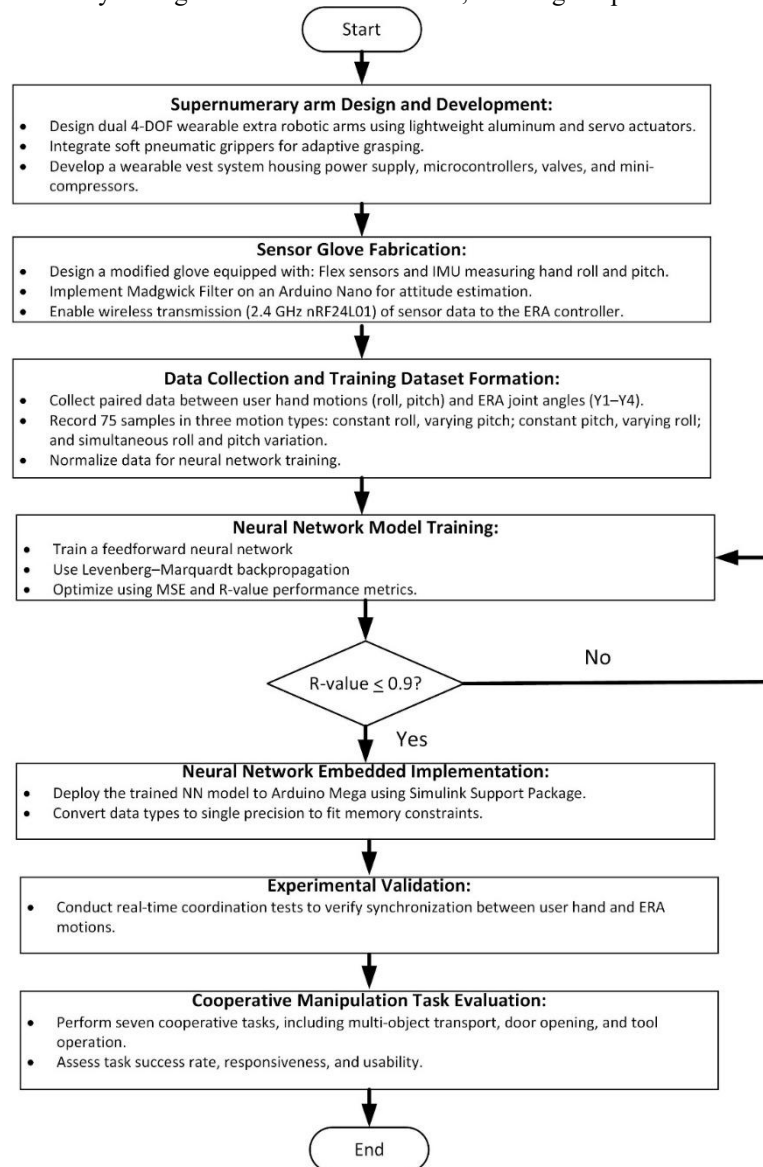 Start
Supernumerary arm Design and Development:
• Design dual 4-DOF wearable extra robotic arms using lightweight aluminum and servo actuators.
• Integrate soft pneumatic grippers for adaptive grasping.
• Develop a wearable vest system housing power supply, microcontrollers, valves, and mini-
compressors.
Sensor Glove Fabrication:
• Design a modified glove equipped with: Flex sensors and IMU measuring hand roll and pitch.
• Implement Madgwick Filter on an Arduino Nano for attitude estimation.
• Enable wireless transmission (2.4 GHz nRF24L01) of sensor data to the ERA controller.
Data Collection and Training Dataset Formation:
• Collect paired data between user hand motions (roll, pitch) and ERA joint angles (Y1–Y4).
• Record 75 samples in three motion types: constant roll, varying pitch; constant pitch, varying roll;
and simultaneous roll and pitch variation.
• Normalize data for neural network training.
Neural Network Model Training:
• Train a feedforward neural network
• Use Levenberg–Marquardt backpropagation
• Optimize using MSE and R-value performance metrics.
R-value ≤ 0.9?
No
Yes
Neural Network Embedded Implementation:
• Deploy the trained NN model to Arduino Mega using Simulink Support Package.
• Convert data types to single precision to fit memory constraints.
Experimental Validation:
• Conduct real-time coordination tests to verify synchronization between user hand and ERA
motions.
Cooperative Manipulation Task Evaluation:
• Perform seven cooperative tasks, including multi-object transport, door opening, and tool
operation.
• Assess task success rate, responsiveness, and usability.
End